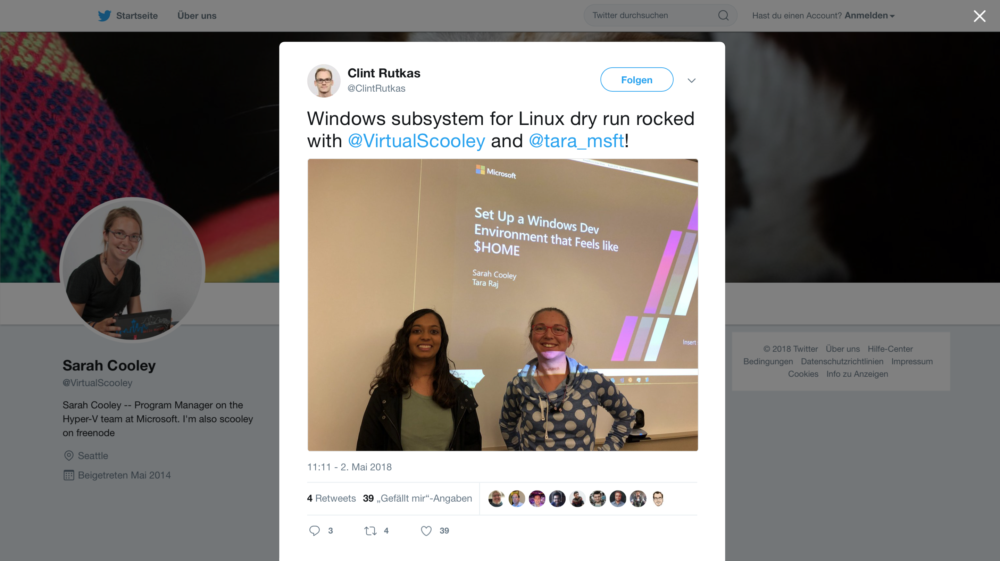 Startseite
Über uns
Twitter durchsuchen
Hast du einen Account? Anmelden
Clint Rutkas
@ClintRutkas
Folgen
Windows subsystem for Linux dry run rocked
with @VirtualScooley and @tara_msft!
Microsoft
Set Up a Windows Dev
Environment that Feels like
$HOME
Sarah Cooley
Tara Raj
Insert
11:11 - 2. Mai 2018
4 Retweets 39 „Gefällt mir“-Angaben
3
4
39
Hello World!
Sarah Cooley
@VirtualScooley
Sarah Cooley -- Program Manager on the
Hyper-V team at Microsoft. I'm also scooley
on freenode
Seattle
Beigetreten Mai 2014
© 2018 Twitter Über uns Hilfe-Center
Bedingungen Datenschutzrichtlinien Impressum
Cookies Info zu Anzeigen